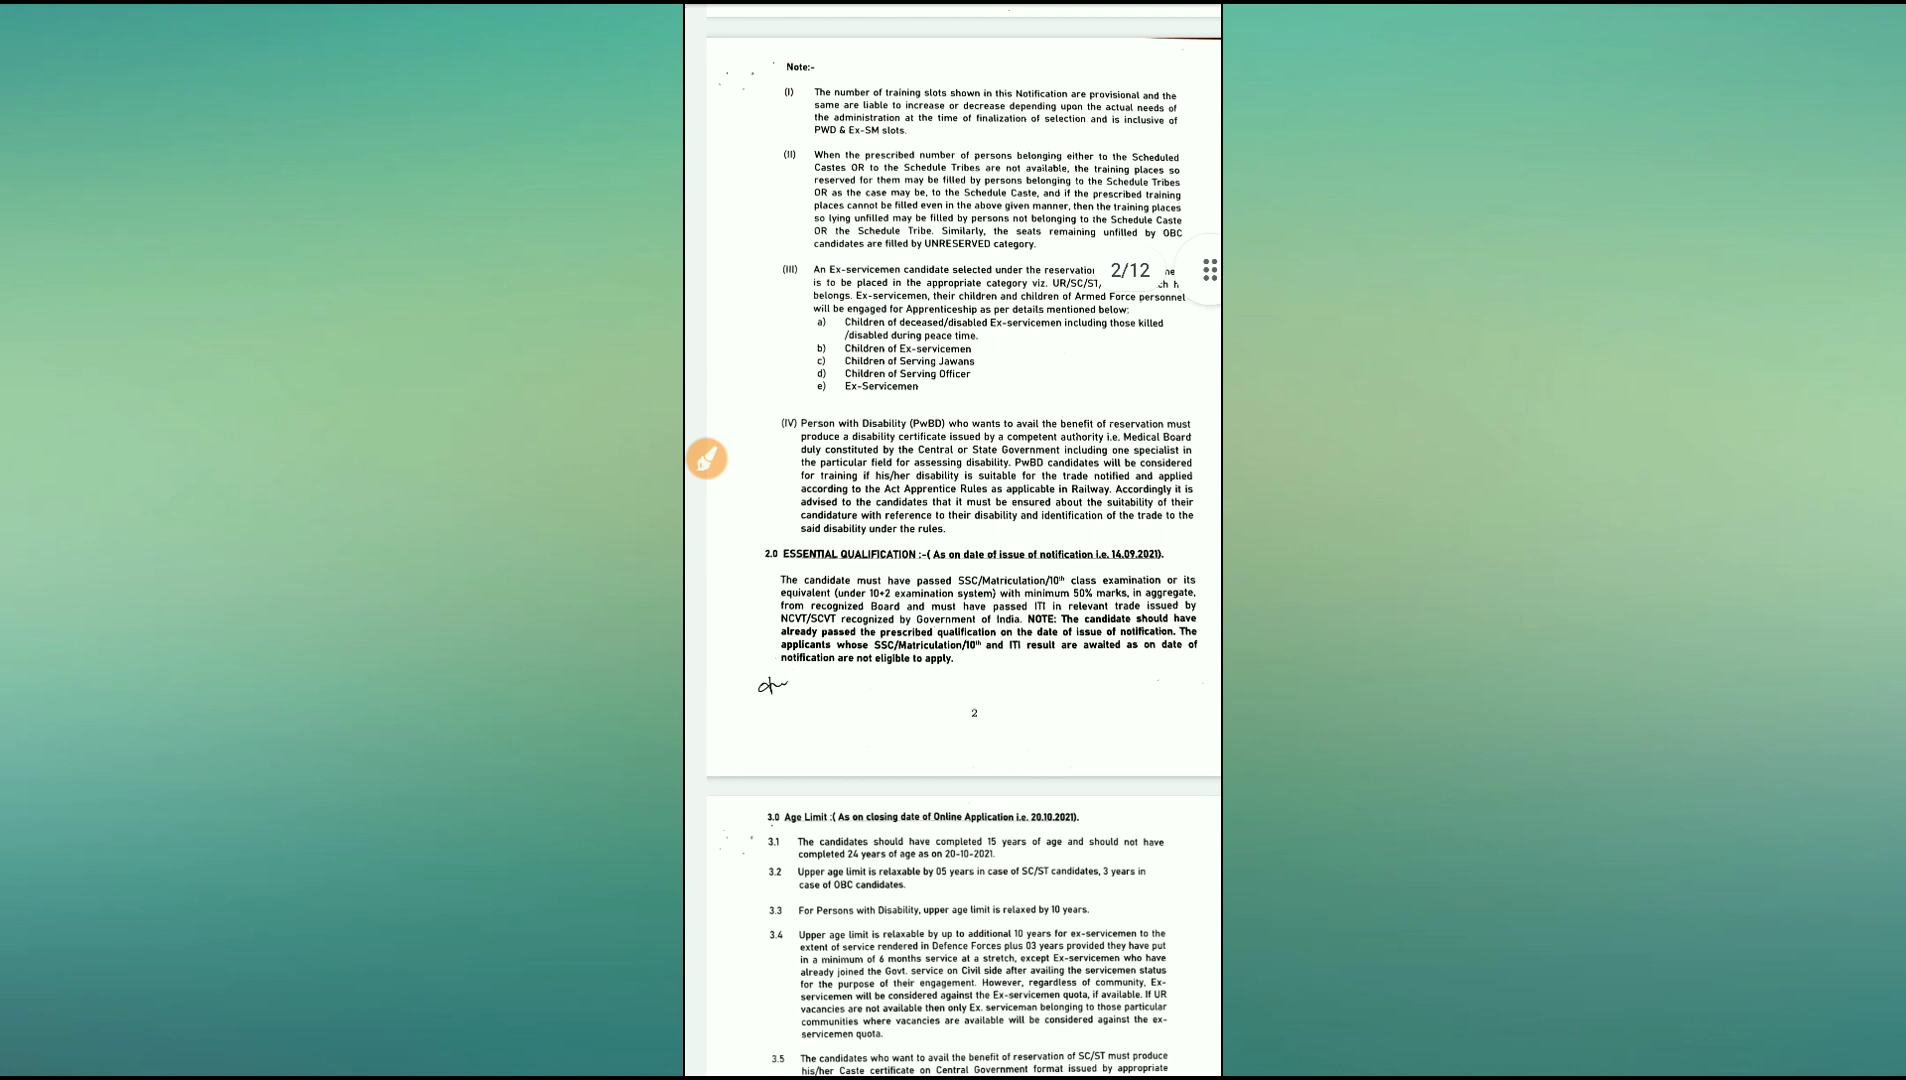 Note:-
(I) The number of training slots shown in this Notification are provisional and the
same are liable to increase or decrease depending upon the actual needs of
the administration at the time of finalization of selection and is inclusive of
PWD & Ex-SM slots.
(II) When the prescribed number of persons belonging either to the Scheduled
Castes OR to the Schedule Tribes are not available, the training places so
reserved for them may be filled by persons belonging to the Schedule Tribes
OR as the case may be, to the Schedule Caste, and if the prescribed training
places cannot be filled even in the above given manner, then the training places
so lying unfilled may be filled by persons not belonging to the Schedule Caste
OR the Schedule Tribe. Similarly, the seats remaining unfilled by OBC
candidates are filled by UNRESERVED category.
(III) An Ex-servicemen candidate selected under the
2/12
is to be placed in the appropriate category viz. UR/SC/ST,
belongs. Ex-servicemen, their children and children of Armed Force personnel
will be engaged for Apprenticeship as per details mentioned below:
a) Children of deceased/disabled Ex-servicemen including those killed
/disabled during peace time.
b) Children of Ex-servicemen
c) Children of Serving Jawans
d) Children of Serving Officer
e) Ex-Servicemen
(IV) Person with Disability (PwBD) who wants to avail the benefit of reservation must
produce a disability certificate issued by a competent authority i.e. Medical Board
duly constituted by the Central or State Government including one specialist in
the particular field for assessing disability. PwBD candidates will be considered
for training if his/her disability is suitable for the trade notified and applied
according to the Act Apprentice Rules as applicable in Railway. Accordingly it is
advised to the candidates that it must be ensured about the suitability of their
candidature with reference to their disability and identification of the trade to the
said disability under the rules.
2.0 ESSENTIAL QUALIFICATION :-( As on date of issue of notification i.e. 14.09.2021).
The candidate must have passed SSC/Matriculation/10th class examination or its
equivalent (under 10+2 examination system) with minimum 50% marks, in aggregate,
from recognized Board and must have passed ITI in relevant trade issued by
NCVT/SCVT recognized by Government of India. NOTE: The candidate should have
already passed the prescribed qualification on the date of issue of notification. The
applicants whose SSC/Matriculation/10th and ITI result are awaited as on date of
notification are not eligible to apply.
2
3.0 Age Limit :( As on closing date of Online Application i.e. 20.10.2021).
3.1 The candidates should have completed 15 years of age and should not have
completed 24 years of age as on 20-10-2021.
3.2 Upper age limit is relaxable by 05 years in case of SC/ST candidates, 3 years in
case of OBC candidates.
3.3 For Persons with Disability, upper age limit is relaxed by 10 years.
3.4 Upper age limit is relaxable by up to additional 10 years for ex-servicemen to the
extent of service rendered in Defence Forces plus 03 years provided they have put
in a minimum of 6 months service at a stretch, except Ex-servicemen who have
already joined the Govt. service on Civil side after availing the servicemen status
for the purpose of their engagement. However, regardless of community, Ex-
servicemen will be considered against the Ex-servicemen quota, if available. If UR
vacancies are not available then only Ex. serviceman belonging to those particular
communities where vacancies are available will be considered against the ex-
servicemen quota.
3.5 The candidates who want to avail the benefit of reservation of SC/ST must produce
his/her Caste certificate on Central Government format issued by appropriate